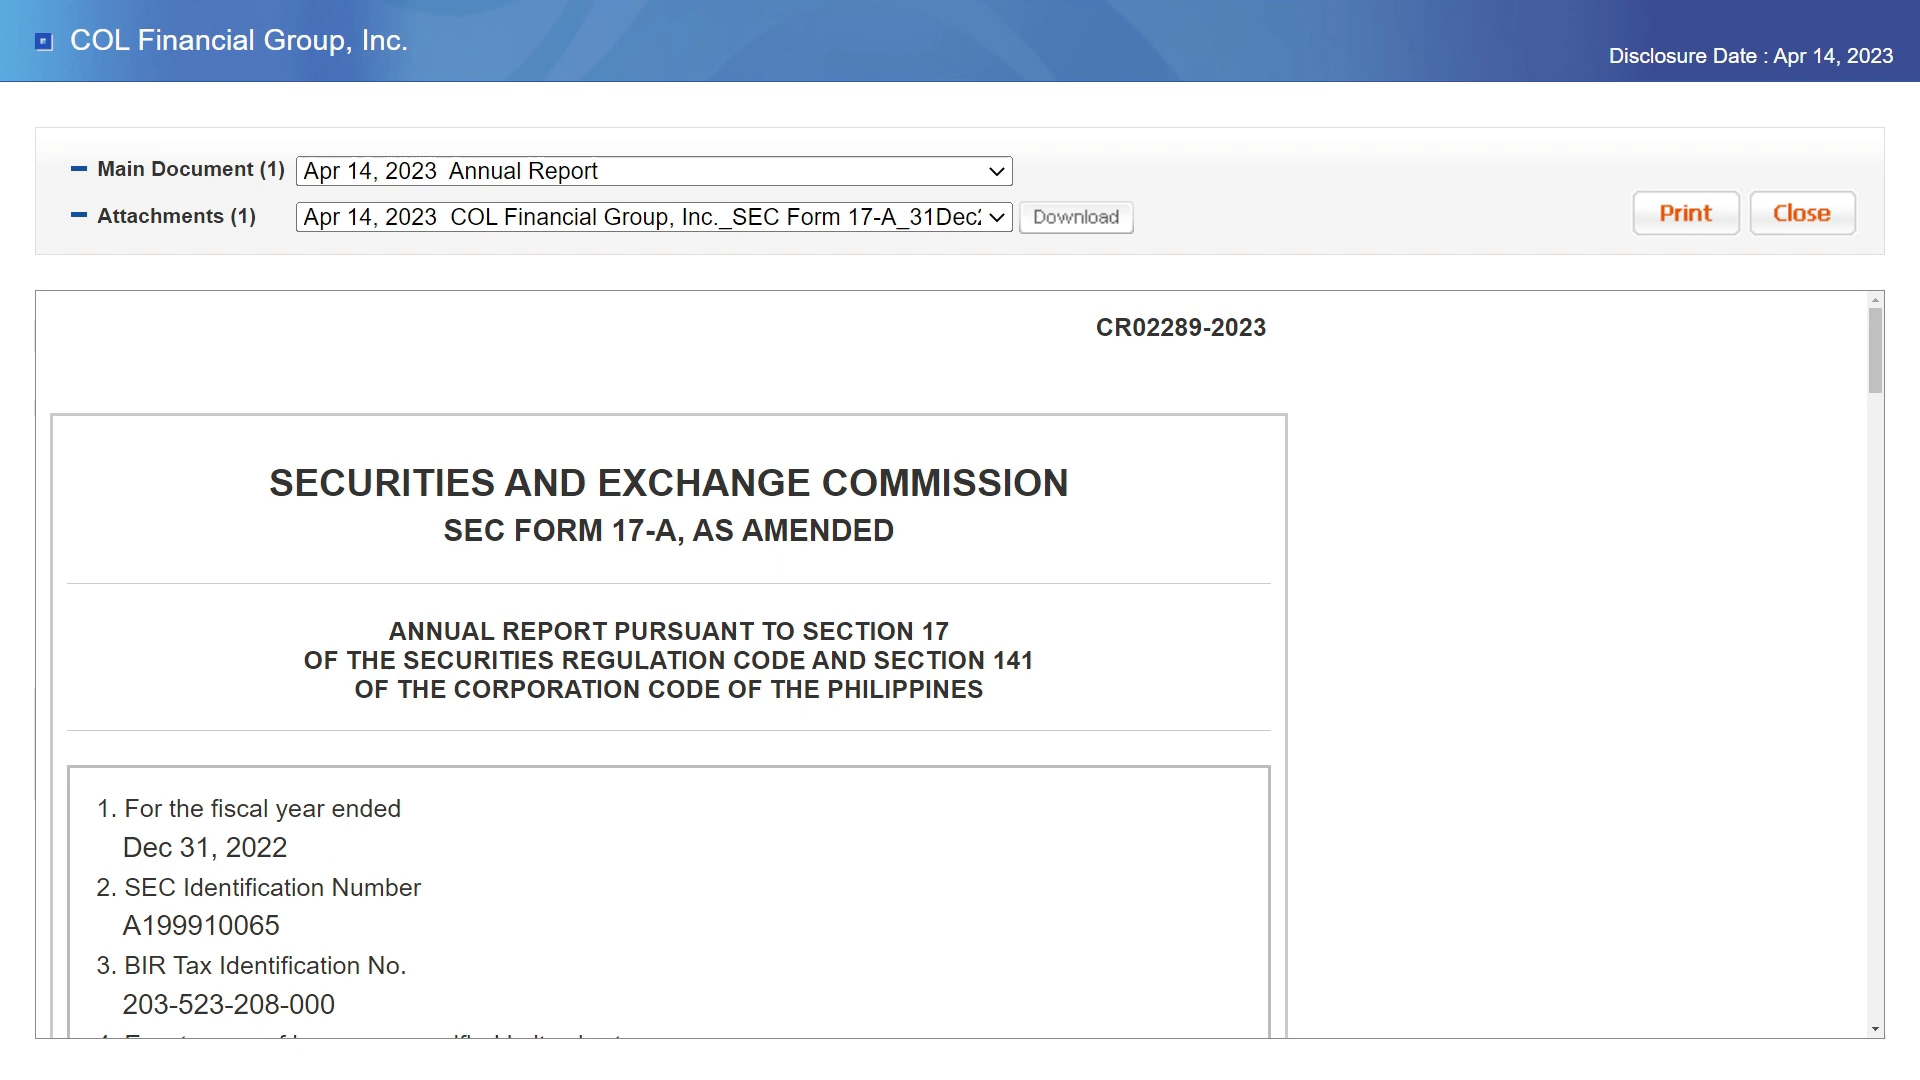 COL Financial Group, Inc.
Disclosure Date : Apr 14, 2023
Main Document (1) Apr 14, 2023 Annual Report
Attachments (1) Apr 14, 2023 COL Financial Group, Inc._SEC Form 17-A_31Dec Download
Print Close
CR02289-2023
SECURITIES AND EXCHANGE COMMISSION
SEC FORM 17-A, AS AMENDED
ANNUAL REPORT PURSUANT TO SECTION 17
OF THE SECURITIES REGULATION CODE AND SECTION 141
OF THE CORPORATION CODE OF THE PHILIPPINES
1. For the fiscal year ended
Dec 31, 2022
2. SEC Identification Number
A199910065
3. BIR Tax Identification No.
203-523-208-000